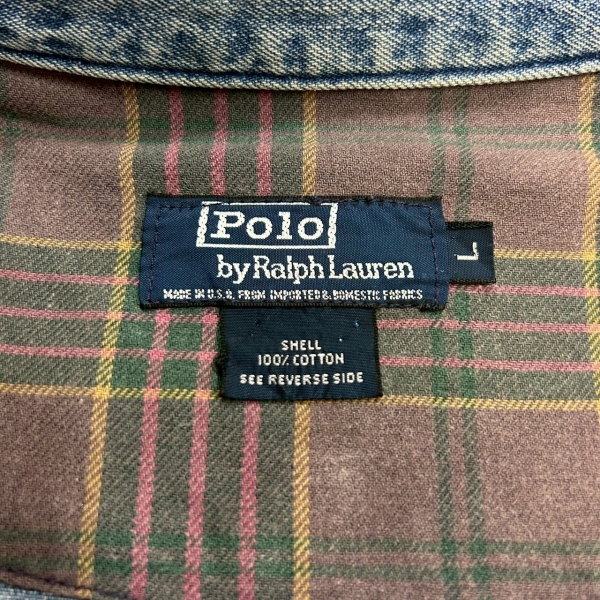 Polo
by Ralph Lauren
MADE IN U.S.A. FROM IMPORTED & DOMESTIC FABRICS
L
SHELL
100% COTTON
SEE REVERSE SIDE